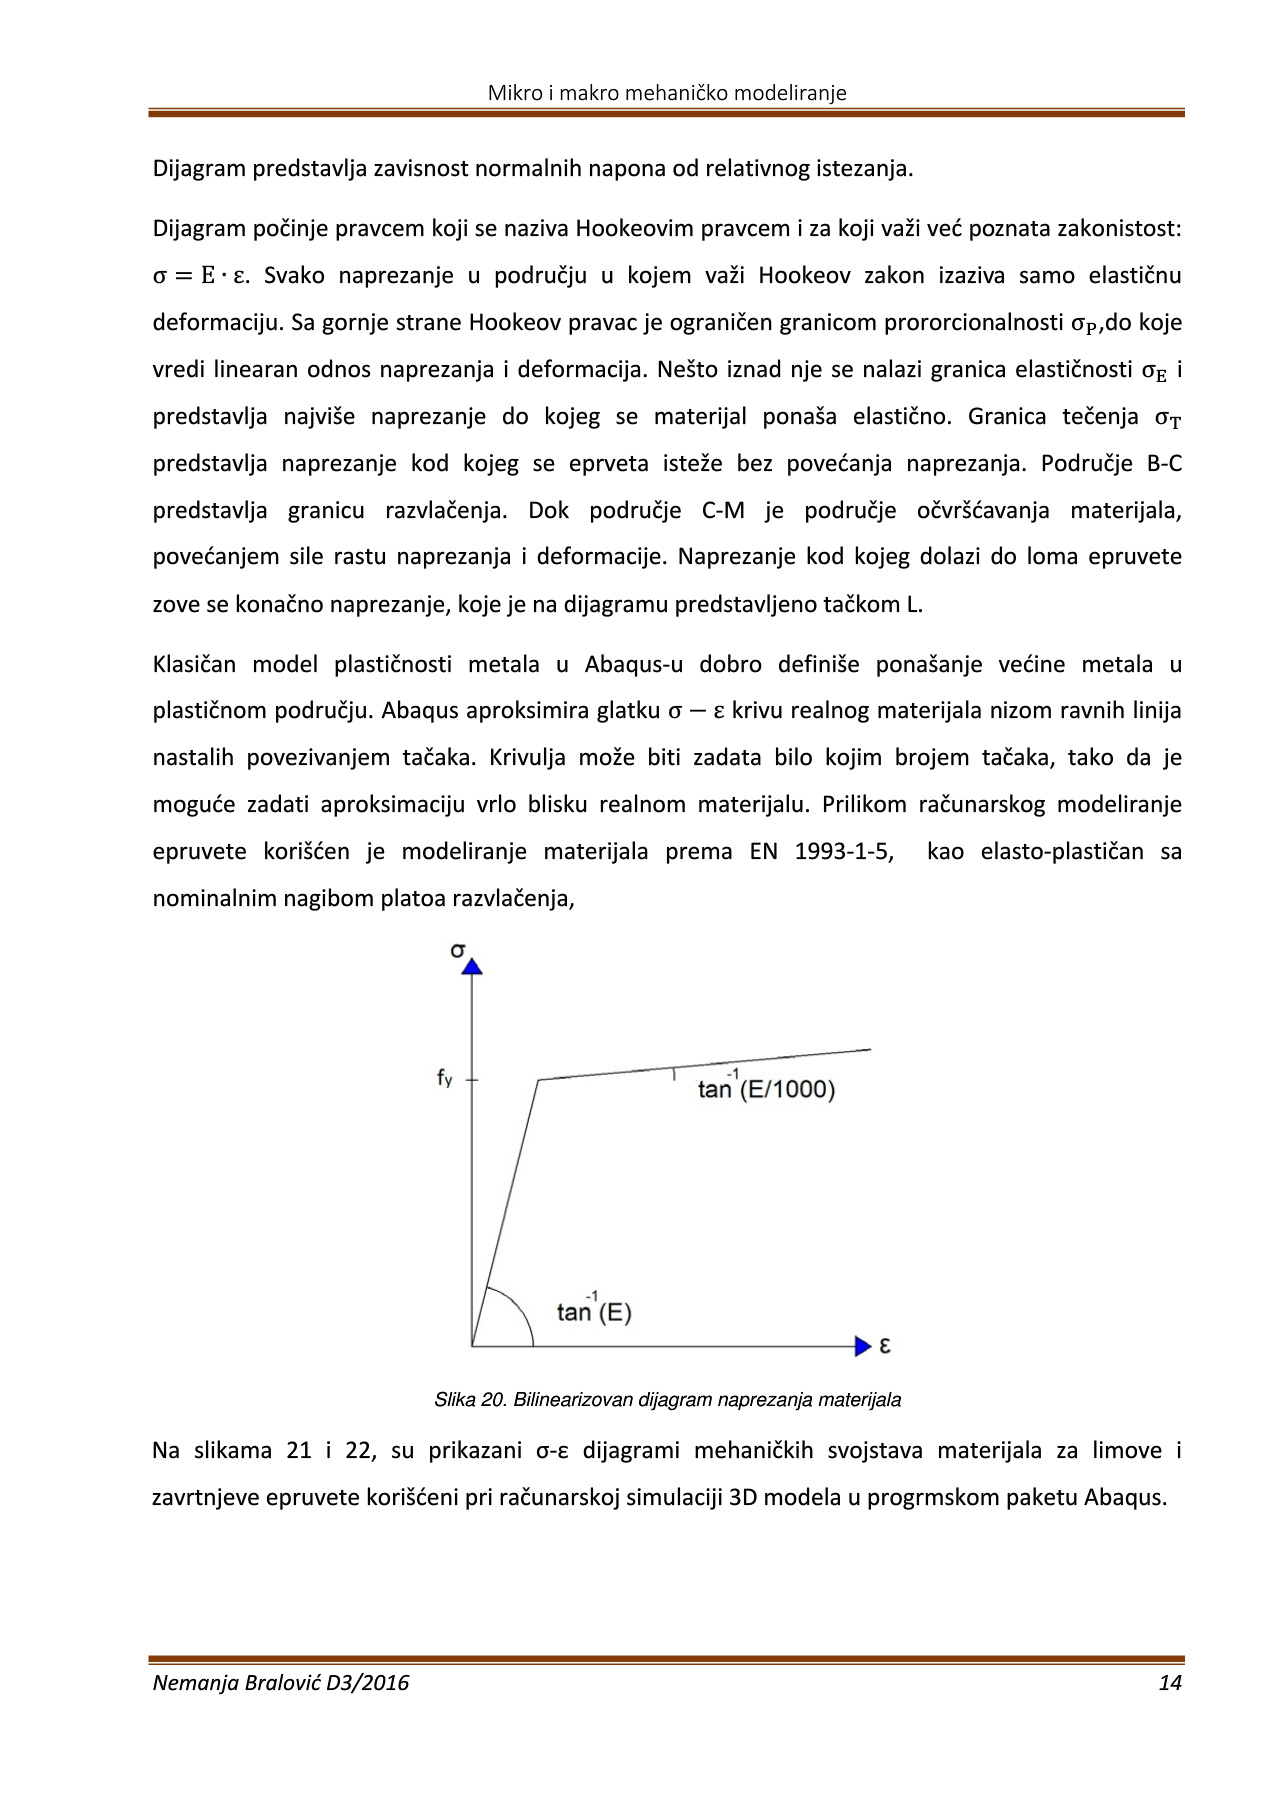 Mikro i makro mehaničko modeliranje
Dijagram predstavlja zavisnost normalnih napona od relativnog istezanja.
Dijagram počinje pravcem koji se naziva Hookeovim pravcem i za koji važi već poznata zakonistost:
σ = E · ε. Svako naprezanje u području u kojem važi Hookeov zakon izaziva samo elastičnu
deformaciju. Sa gornje strane Hookeov pravac je ograničen granicom prororcionalnosti σP,do koje
vredi linearan odnos naprezanja i deformacija. Nešto iznad nje se nalazi granica elastičnosti σE i
predstavlja najviše naprezanje do kojeg se materijal ponaša elastično. Granica tečenja σT
predstavlja naprezanje kod kojeg se eprveta isteže bez povećanja naprezanja. Područje B-C
predstavlja granicu razvlačenja. Dok područje C-M je područje očvršćavanja materijala,
povećanjem sile rastu naprezanja i deformacije. Naprezanje kod kojeg dolazi do loma epruvete
zove se konačno naprezanje, koje je na dijagramu predstavljeno tačkom L.
Klasičan model plastičnosti metala u Abaqus-u dobro definiše ponašanje većine metala u
plastičnom području. Abaqus aproksimira glatku σ − ε krivu realnog materijala nizom ravnih linija
nastalih povezivanjem tačaka. Krivulja može biti zadata bilo kojim brojem tačaka, tako da je
moguće zadati aproksimaciju vrlo blisku realnom materijalu. Prilikom računarskog modeliranje
epruvete korišćen je modeliranje materijala prema EN 1993-1-5, kao elasto-plastičan sa
nominalnim nagibom platoa razvlačenja,
σ
fy
tan-1(E/1000)
tan-1(E)
ε
Slika 20. Bilinearizovan dijagram naprezanja materijala
Na slikama 21 i 22, su prikazani σ-ε dijagrami mehaničkih svojstava materijala za limove i
zavrtnjeve epruvete korišćeni pri računarskoj simulaciji 3D modela u progrmskom paketu Abaqus.
Nemanja Bralović D3/2016
14